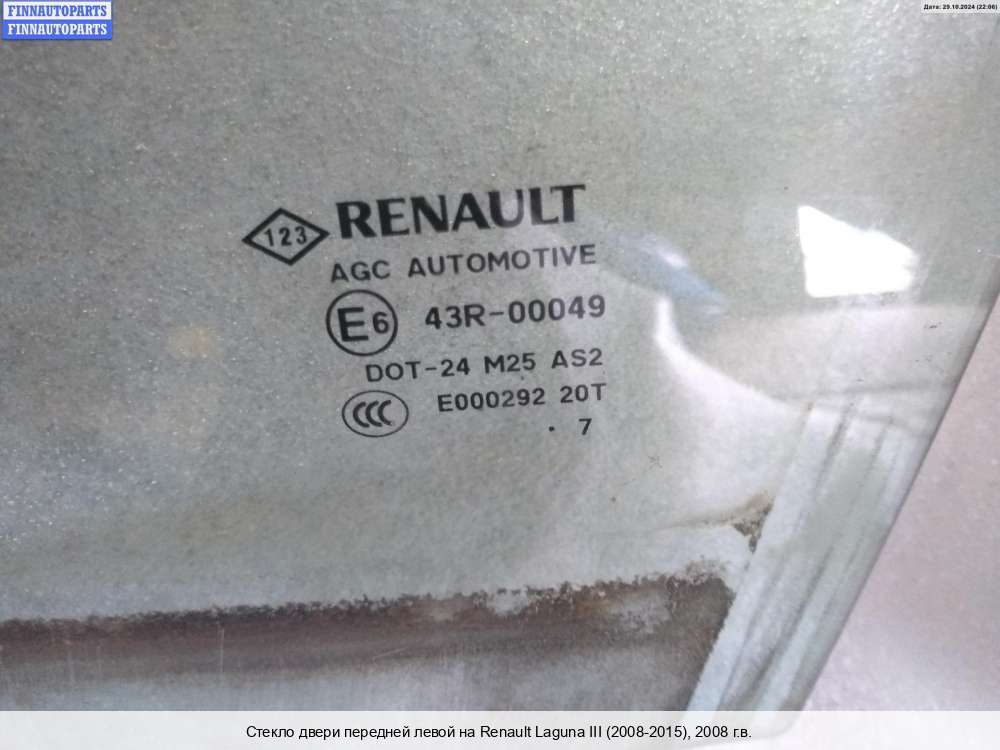 FINNAUTOPARTS
FINNAUTOPARTS
Дата: 29.10.2024 (22:06)
123 RENAULT
AGC AUTOMOTIVE
E6 43R-00049
DOT-24 M25 AS2
CCC E000292 20T
. 7
Стекло двери передней левой на Renault Laguna III (2008-2015), 2008 г.в.